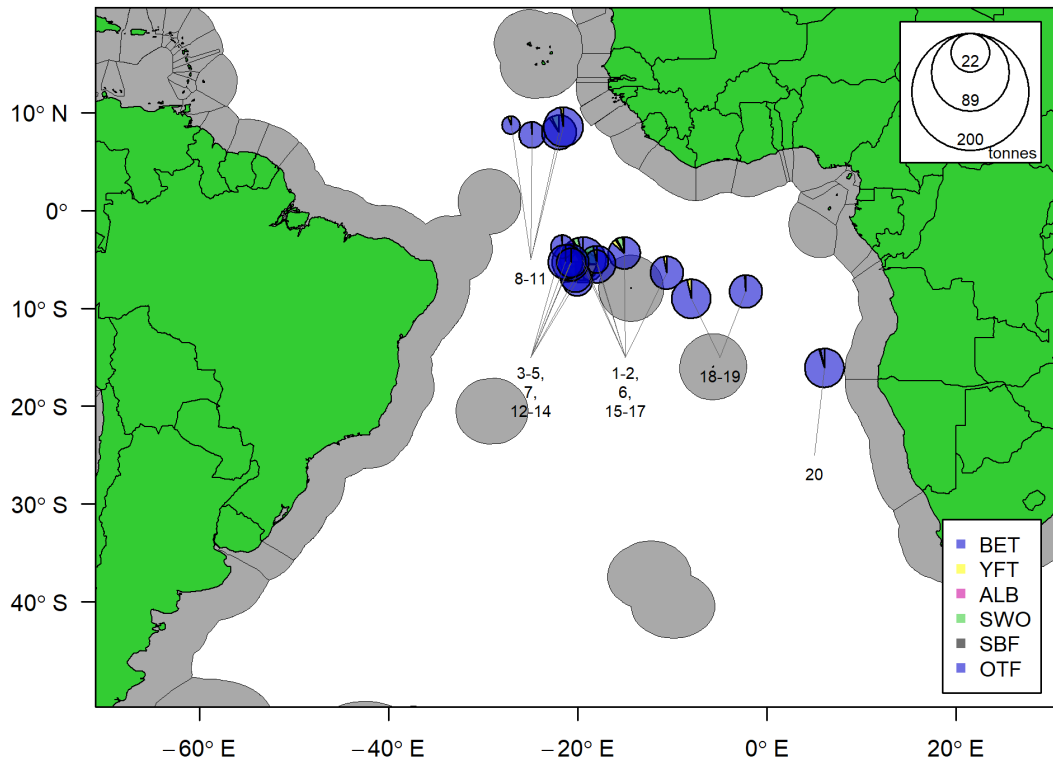 22
89
200
tonnes
10° N
0°
10° S
20° S
30° S
40° S
8-11
3-5,
7,
12-14
1-2,
6,
15-17
18-19
20
BET
YFT
ALB
SWO
SBF
OTF
−60° E
−40° E
−20° E
0° E
20° E